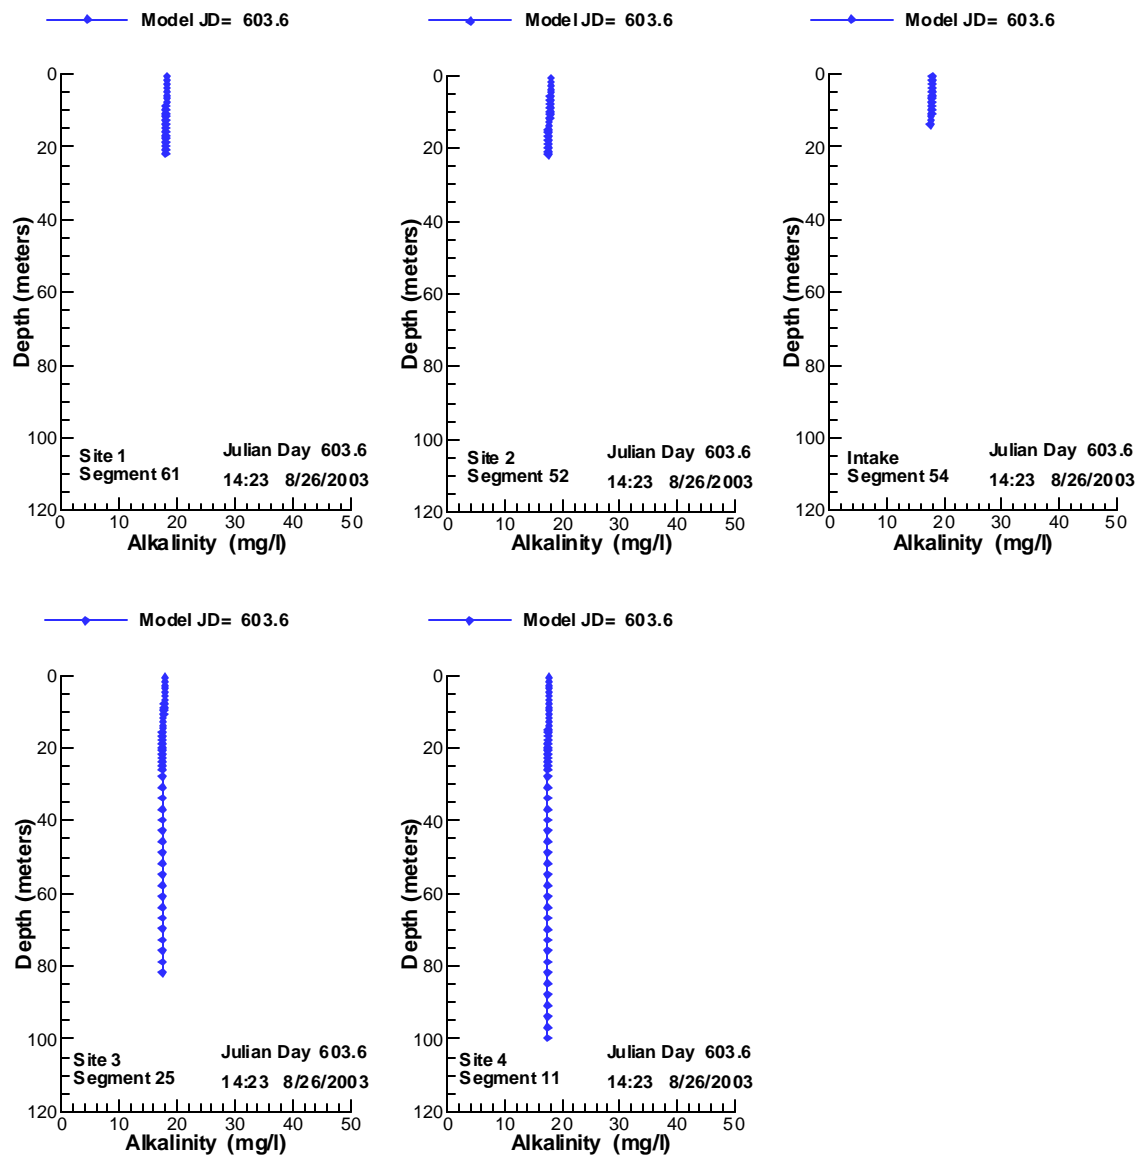 Model JD= 603.6
0
20
40
60
80
100
120
Depth (meters)
Site 1
Segment 61
Julian Day 603.6
14:23 8/26/2003
0 10 20 30 40 50
Alkalinity (mg/l)
Model JD= 603.6
0
20
40
60
80
100
120
Depth (meters)
Site 2
Segment 52
Julian Day 603.6
14:23 8/26/2003
0 10 20 30 40 50
Alkalinity (mg/l)
Model JD= 603.6
0
20
40
60
80
100
120
Depth (meters)
Intake
Segment 54
Julian Day 603.6
14:23 8/26/2003
0 10 20 30 40 50
Alkalinity (mg/l)
Model JD= 603.6
0
20
40
60
80
100
120
Depth (meters)
Site 3
Segment 25
Julian Day 603.6
14:23 8/26/2003
0 10 20 30 40 50
Alkalinity (mg/l)
Model JD= 603.6
0
20
40
60
80
100
120
Depth (meters)
Site 4
Segment 11
Julian Day 603.6
14:23 8/26/2003
0 10 20 30 40 50
Alkalinity (mg/l)